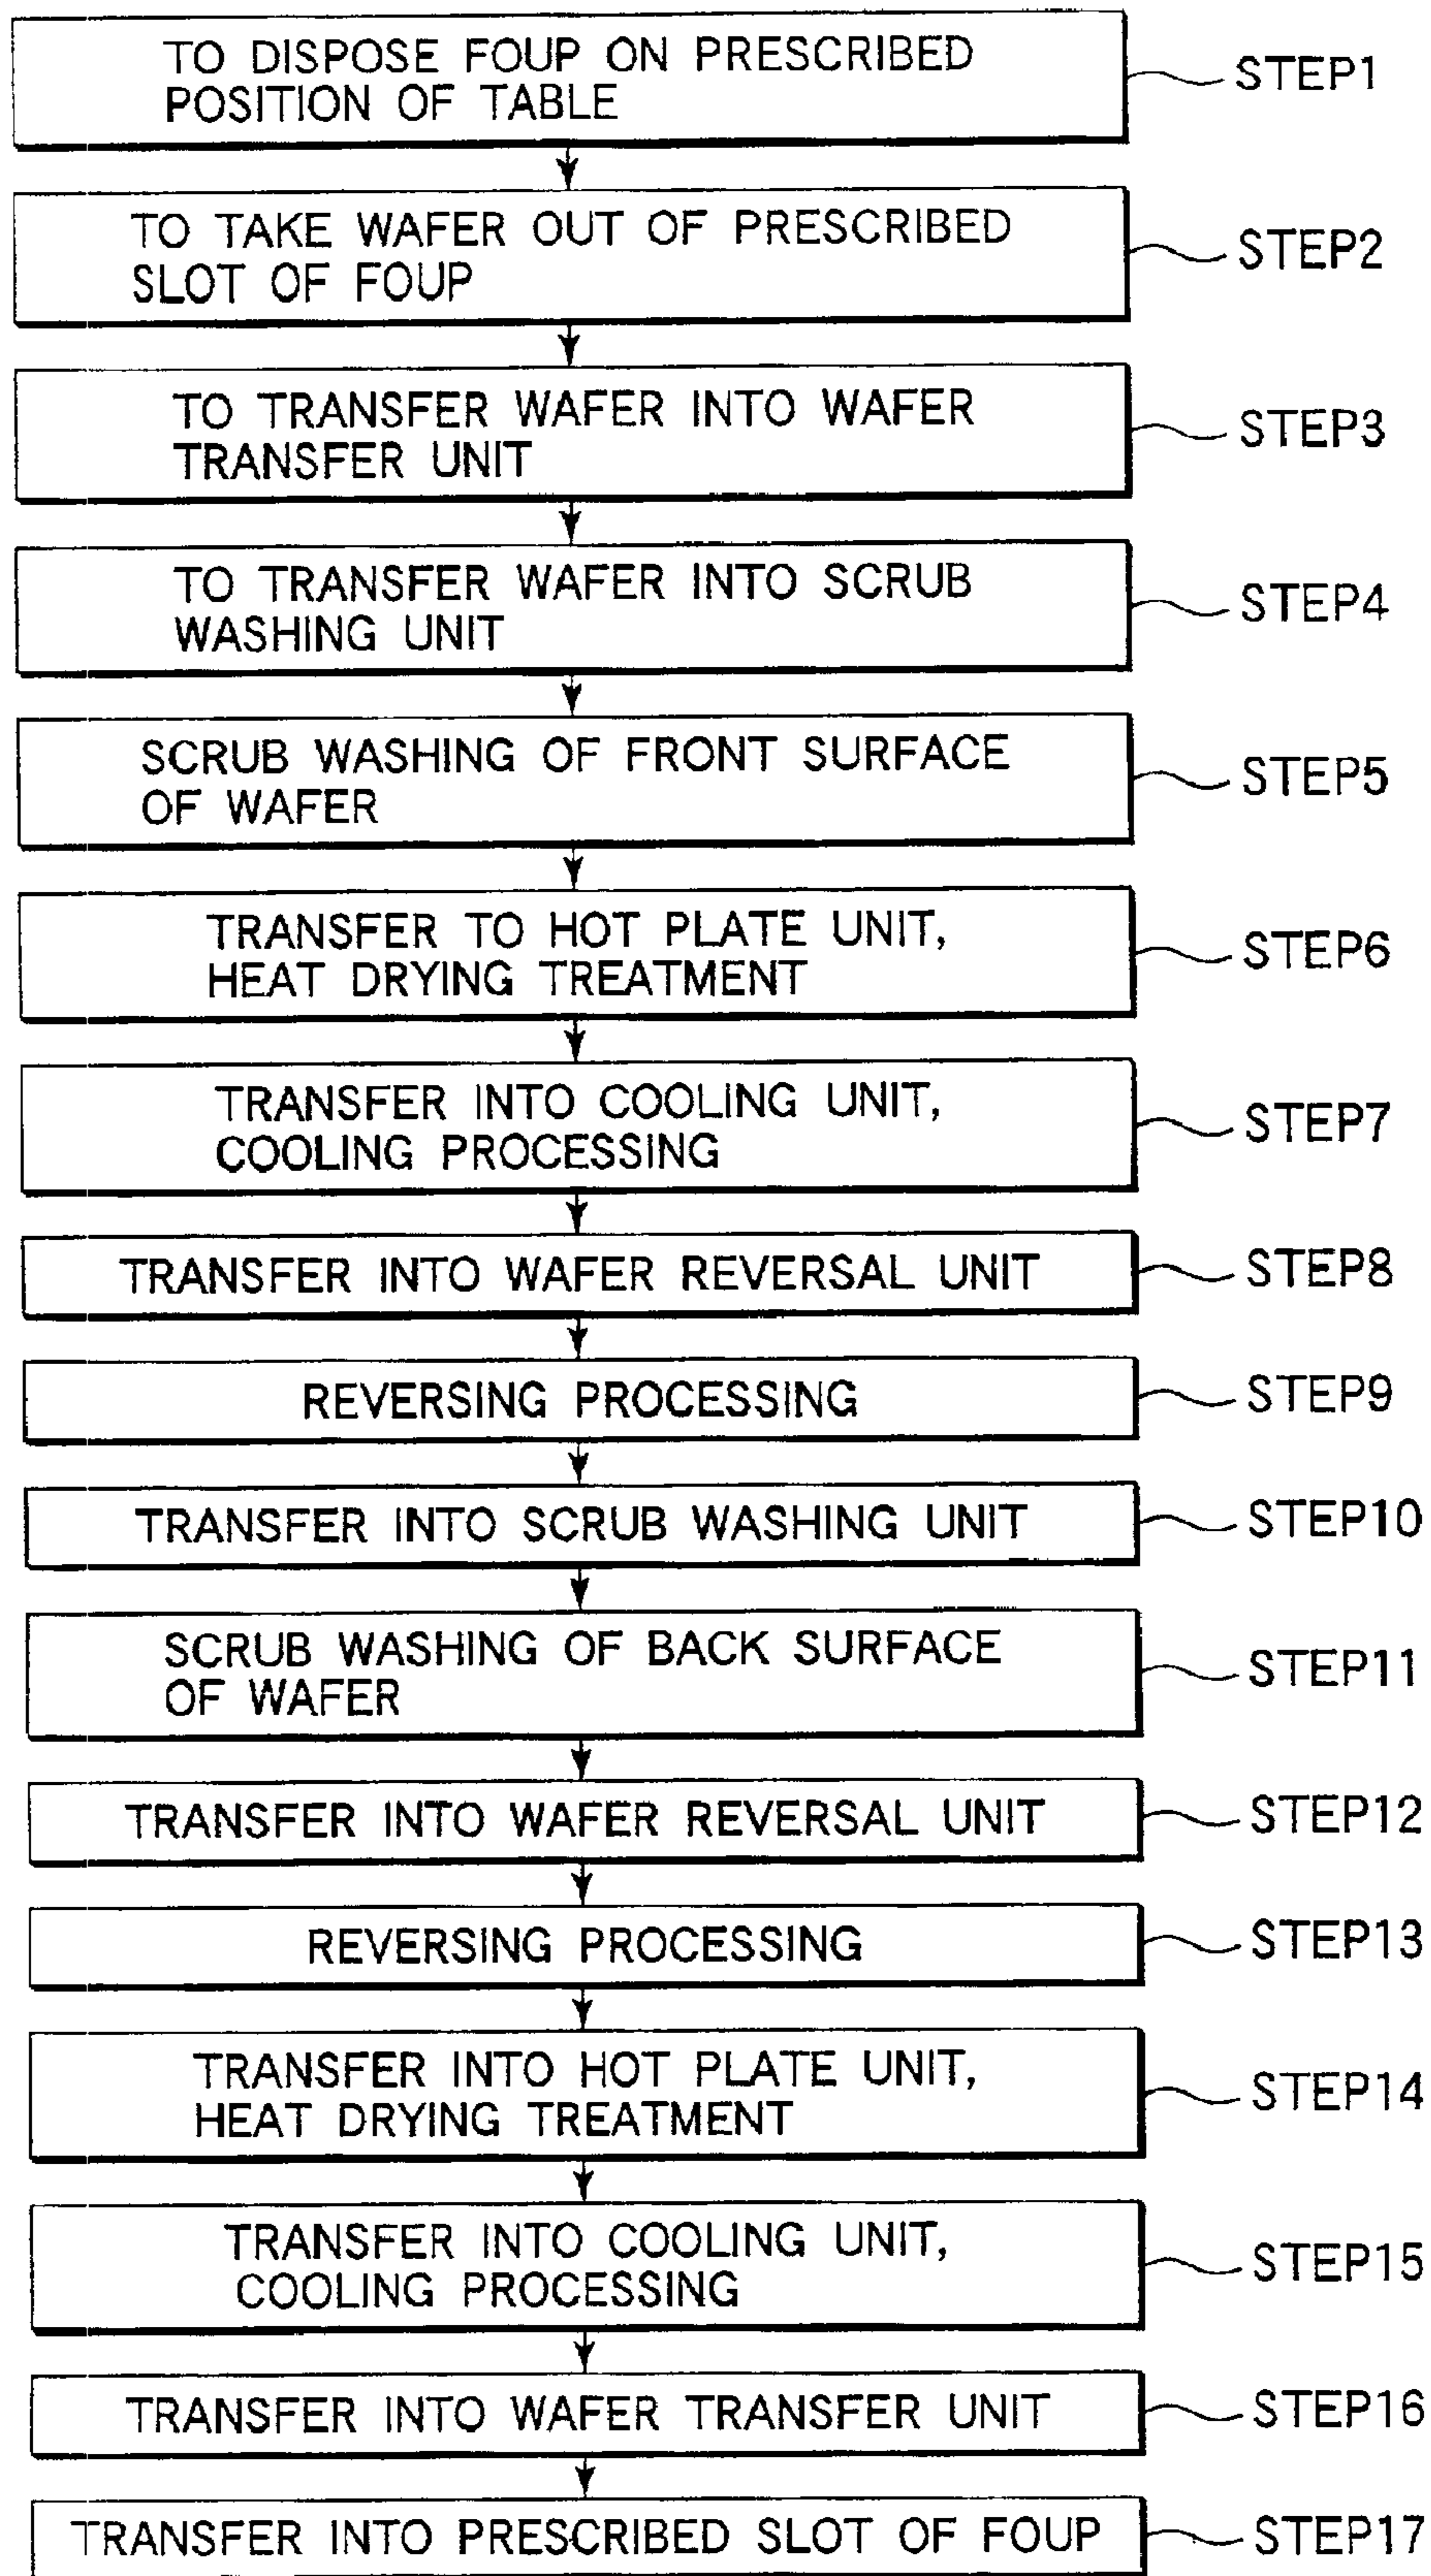 TO DISPOSE FOUP ON PRESCRIBED
POSITION OF TABLE
STEP1
TO TAKE WAFER OUT OF PRESCRIBED
SLOT OF FOUP
STEP2
TO TRANSFER WAFER INTO WAFER
TRANSFER UNIT
STEP3
TO TRANSFER WAFER INTO SCRUB
WASHING UNIT
STEP4
SCRUB WASHING OF FRONT SURFACE
OF WAFER
STEP5
TRANSFER TO HOT PLATE UNIT,
HEAT DRYING TREATMENT
STEP6
TRANSFER INTO COOLING UNIT,
COOLING PROCESSING
STEP7
TRANSFER INTO WAFER REVERSAL UNIT
STEP8
REVERSING PROCESSING
STEP9
TRANSFER INTO SCRUB WASHING UNIT
STEP10
SCRUB WASHING OF BACK SURFACE
OF WAFER
STEP11
TRANSFER INTO WAFER REVERSAL UNIT
STEP12
REVERSING PROCESSING
STEP13
TRANSFER INTO HOT PLATE UNIT,
HEAT DRYING TREATMENT
STEP14
TRANSFER INTO COOLING UNIT,
COOLING PROCESSING
STEP15
TRANSFER INTO WAFER TRANSFER UNIT
STEP16
TRANSFER INTO PRESCRIBED SLOT OF FOUP
STEP17